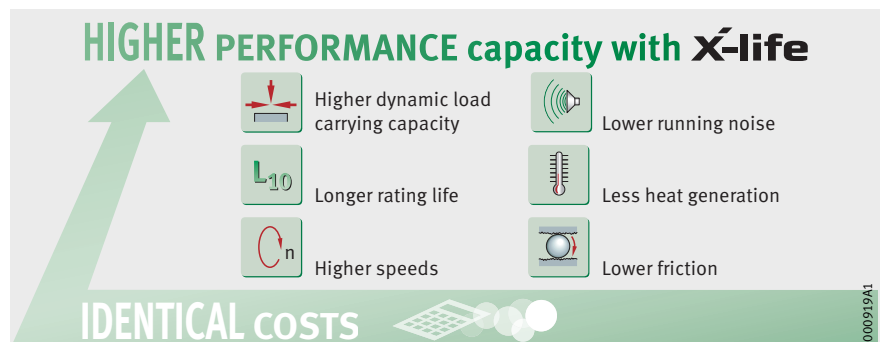 HIGHER PERFORMANCE capacity with X-life
Higher dynamic load
carrying capacity
L10
Longer rating life
n
Higher speeds
Lower running noise
Less heat generation
Lower friction
IDENTICAL COSTS
000919A1